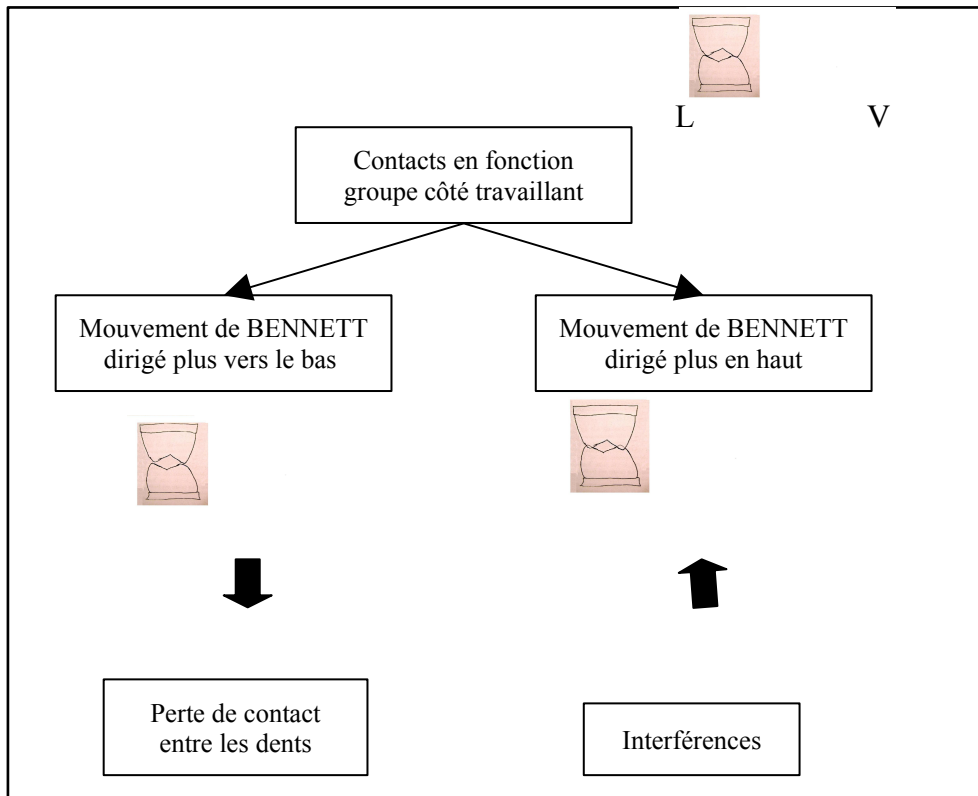 L V
Contacts en fonction
groupe côté travaillant
Mouvement de BENNETT
dirigé plus vers le bas
Mouvement de BENNETT
dirigé plus en haut
Perte de contact
entre les dents
Interférences